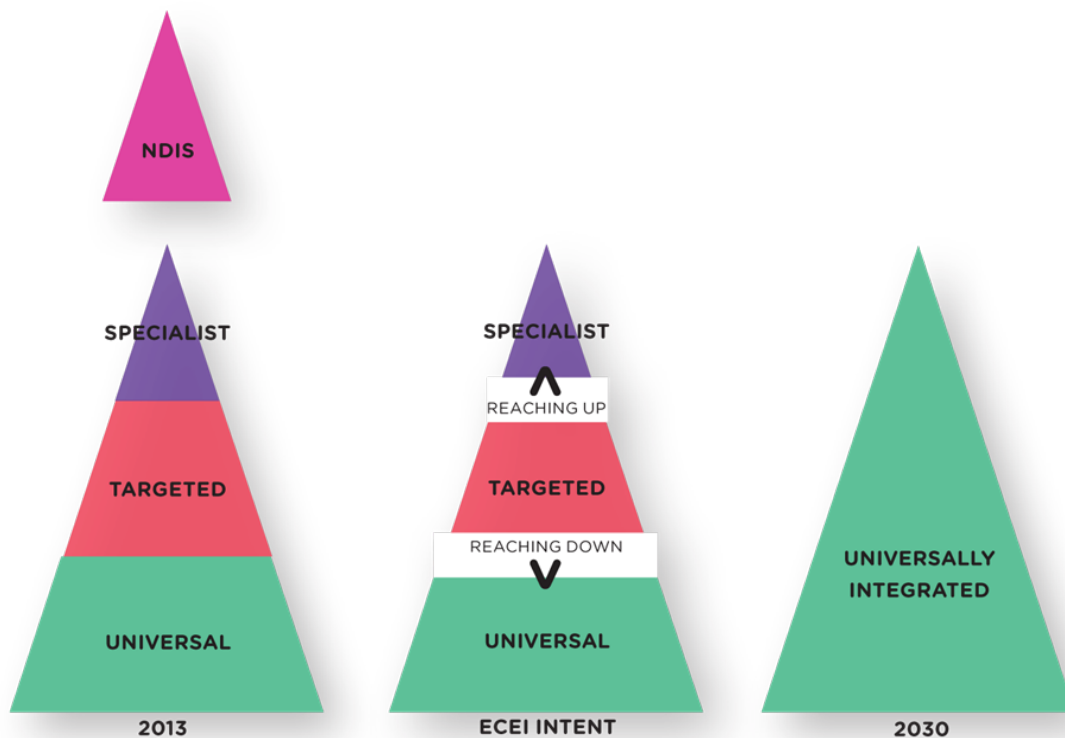 NDIS
SPECIALIST
TARGETED
UNIVERSAL
2013
SPECIALIST
REACHING UP
TARGETED
REACHING DOWN
UNIVERSAL
ECEI INTENT
UNIVERSALLY
INTEGRATED
2030